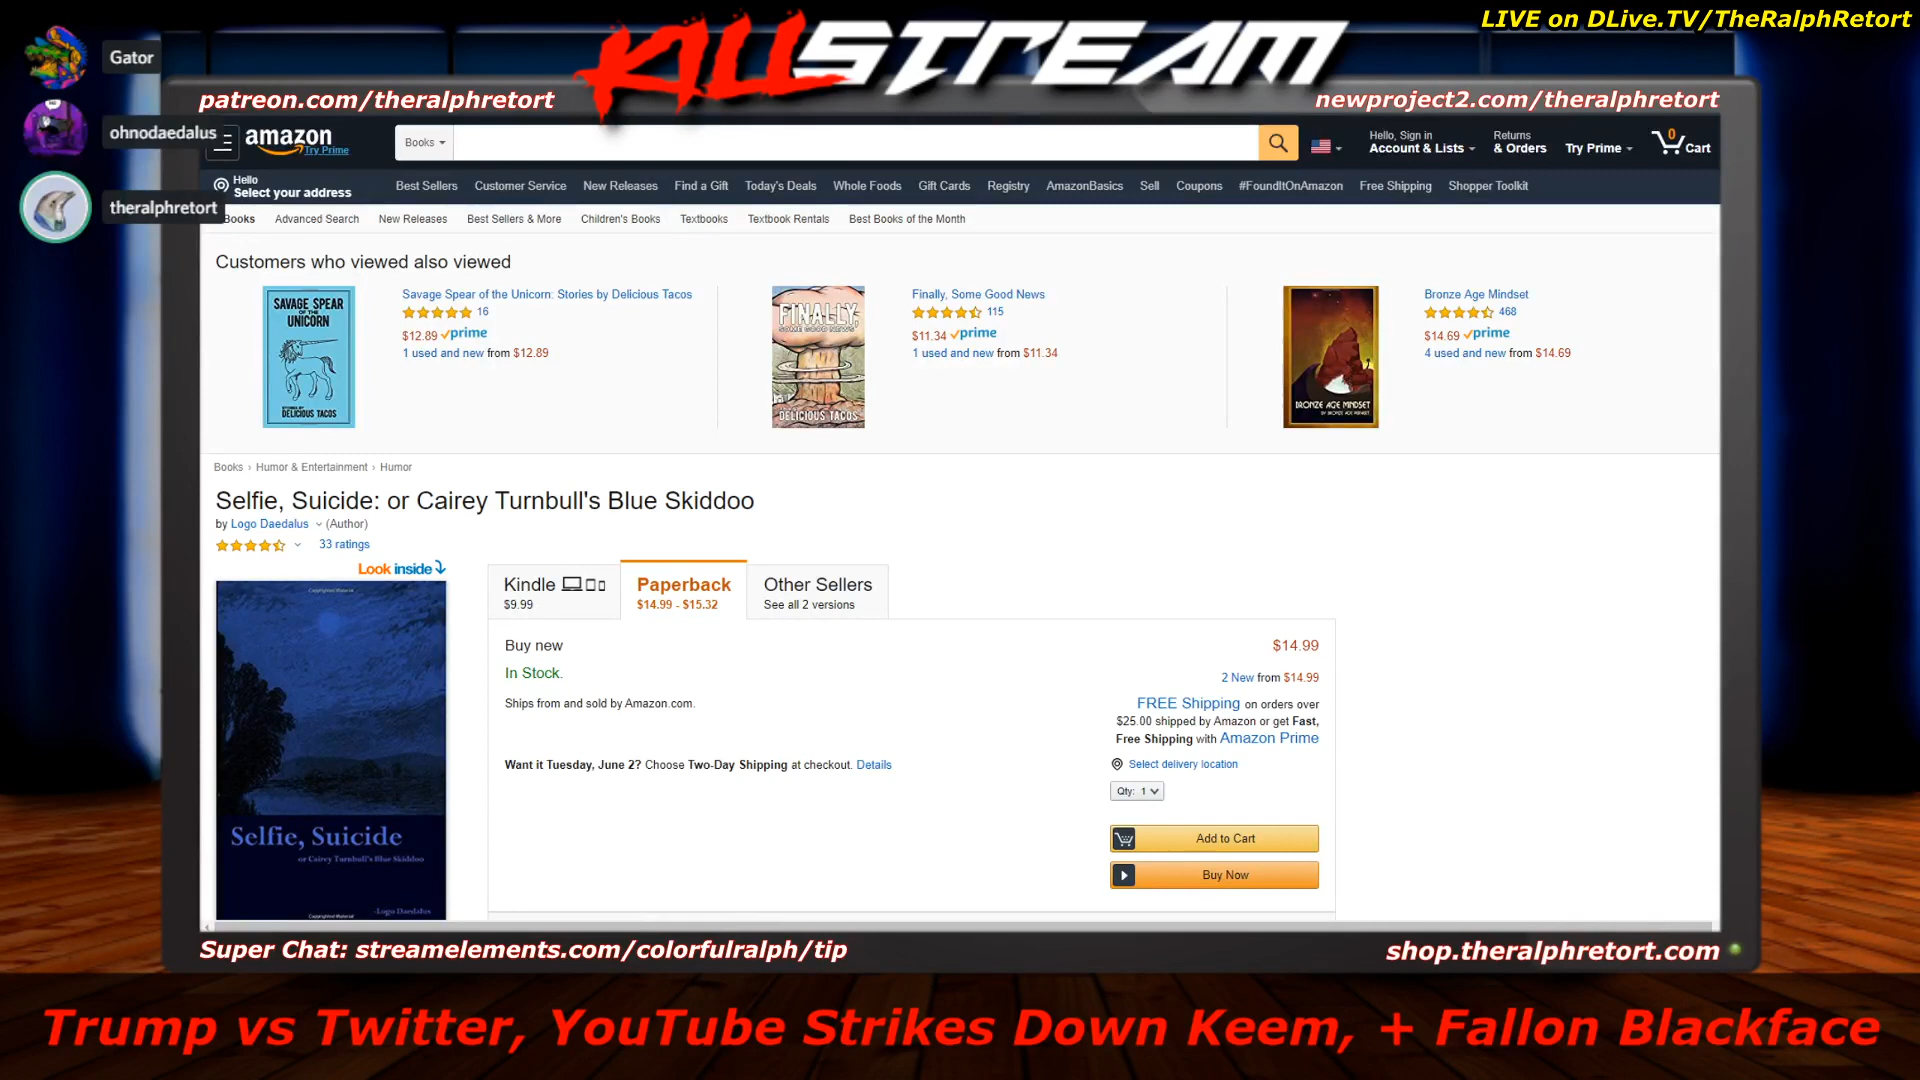 LIVE on DLive.TV/TheRalphRetort
KILLSTREAM
Gator
ohnodaedalus
theralphretort
patreon.com/theralphretort
newproject2.com/theralphretort
amazon
Try Prime
Books
Hello, Sign in
Account & Lists
Returns
& Orders
Try Prime
0
Cart
Hello
Select your address
Best Sellers Customer Service New Releases Find a Gift Today's Deals Whole Foods Gift Cards Registry AmazonBasics Sell Coupons #FoundItOnAmazon Free Shipping Shopper Toolkit
Books Advanced Search New Releases Best Sellers & More Children's Books Textbooks Textbook Rentals Best Books of the Month
Customers who viewed also viewed
SAVAGE SPEAR
OF THE
UNICORN
STORIES BY
DELICIOUS TACOS
Savage Spear of the Unicorn: Stories by Delicious Tacos
16
$12.89 prime
1 used and new from $12.89
FINALLY,
SOME GOOD NEWS
DELICIOUS TACOS
Finally, Some Good News
115
$11.34 prime
1 used and new from $11.34
BRONZE AGE MINDSET
Bronze Age Mindset
468
$14.69 prime
4 used and new from $14.69
Books › Humor & Entertainment › Humor
Selfie, Suicide: or Cairey Turnbull's Blue Skiddoo
by Logo Daedalus (Author)
33 ratings
Look inside
Copyrighted Material
Selfie, Suicide
or Cairey Turnbull's Blue Skiddoo
-Logo Daedalus
Copyrighted Material
Kindle
$9.99
Paperback
$14.99 - $15.32
Other Sellers
See all 2 versions
Buy new
$14.99
In Stock.
2 New from $14.99
Ships from and sold by Amazon.com.
FREE Shipping on orders over
$25.00 shipped by Amazon or get Fast,
Free Shipping with Amazon Prime
Want it Tuesday, June 2? Choose Two-Day Shipping at checkout. Details
Select delivery location
Qty: 1
Add to Cart
Buy Now
Super Chat: streamelements.com/colorfulralph/tip
shop.theralphretort.com
Trump vs Twitter, YouTube Strikes Down Keem, + Fallon Blackface